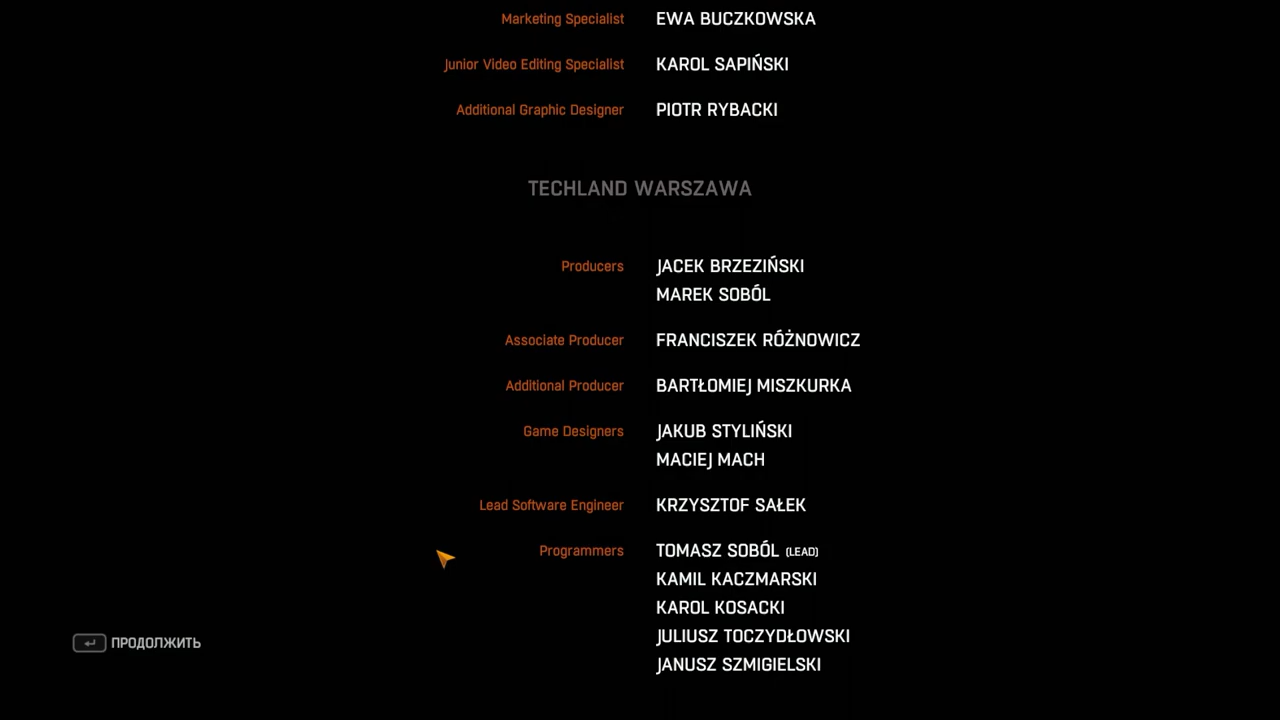 Marketing Specialist EWA BUCZKOWSKA
Junior Video Editing Specialist KAROL SAPIŃSKI
Additional Graphic Designer PIOTR RYBACKI
TECHLAND WARSZAWA
Producers JACEK BRZEZIŃSKI
MAREK SOBÓL
Associate Producer FRANCISZEK RÓŻNOWICZ
Additional Producer BARTŁOMIEJ MISZKURKA
Game Designers JAKUB STYLIŃSKI
MACIEJ MACH
Lead Software Engineer KRZYSZTOF SAŁEK
Programmers TOMASZ SOBÓL (LEAD)
KAMIL KACZMARSKI
KAROL KOSACKI
JULIUSZ TOCZYDŁOWSKI
JANUSZ SZMIGIELSKI
ПРОДОЛЖИТЬ